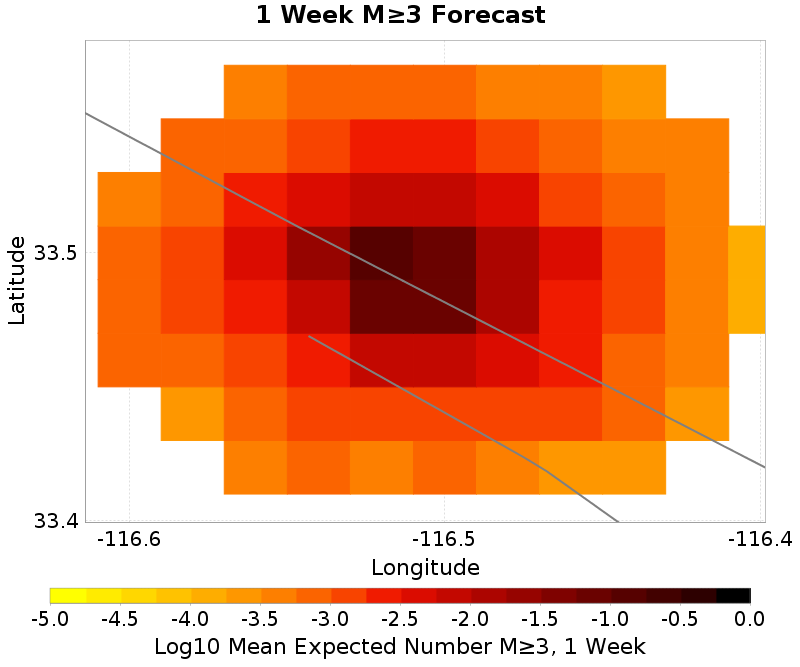 1 Week M≥3 Forecast
Latitude
33.5
33.4
-116.6 -116.5 -116.4
Longitude
-5.0 -4.5 -4.0 -3.5 -3.0 -2.5 -2.0 -1.5 -1.0 -0.5 0.0
Log10 Mean Expected Number M≥3, 1 Week